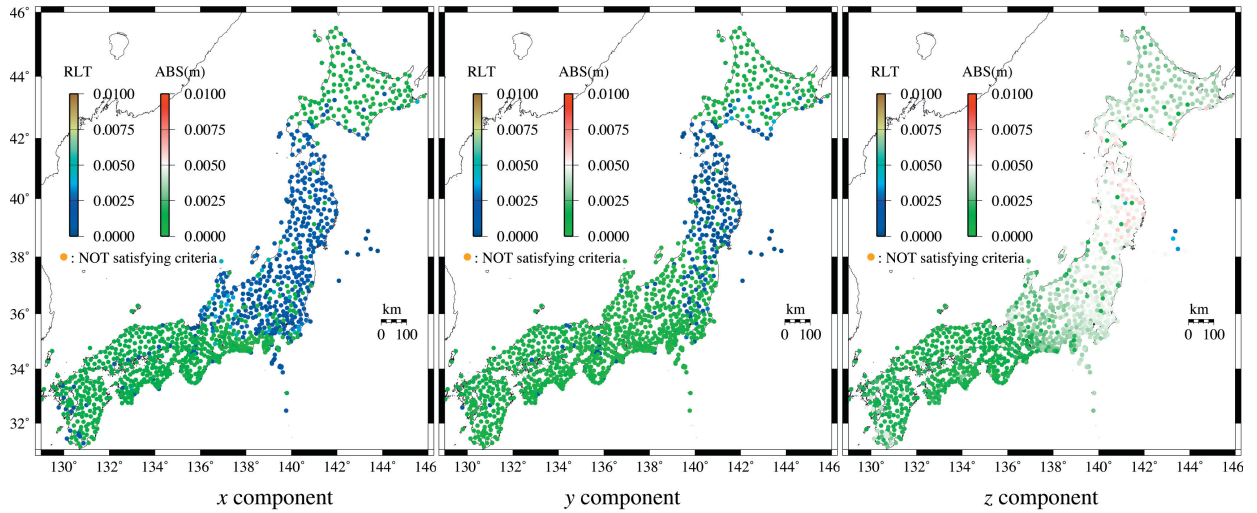 46°
44°
42°
40°
38°
36°
34°
32°
130° 132° 134° 136° 138° 140° 142° 144° 146°
RLT ABS(m)
0.0100 0.0100
0.0075 0.0075
0.0050 0.0050
0.0025 0.0025
0.0000 0.0000
: NOT satisfying criteria
km
0 100
x component
130° 132° 134° 136° 138° 140° 142° 144° 146°
RLT ABS(m)
0.0100 0.0100
0.0075 0.0075
0.0050 0.0050
0.0025 0.0025
0.0000 0.0000
: NOT satisfying criteria
km
0 100
y component
130° 132° 134° 136° 138° 140° 142° 144° 146°
RLT ABS(m)
0.0100 0.0100
0.0075 0.0075
0.0050 0.0050
0.0025 0.0025
0.0000 0.0000
: NOT satisfying criteria
km
0 100
z component